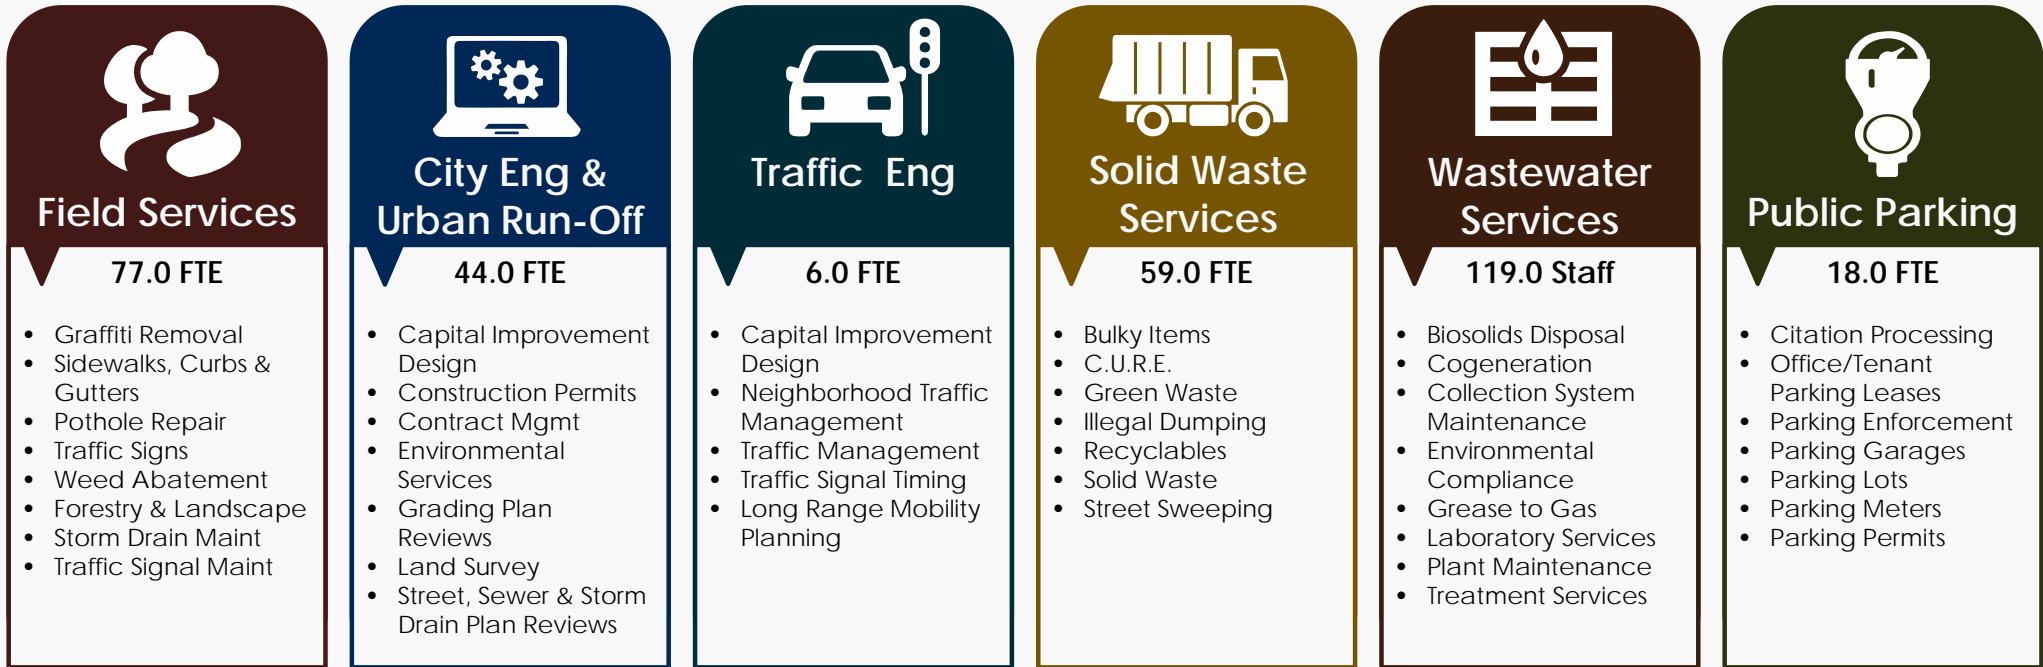 Field Services
77.0 FTE
• Graffiti Removal
• Sidewalks, Curbs &
Gutters
• Pothole Repair
• Traffic Signs
• Weed Abatement
• Forestry & Landscape
• Storm Drain Maint
• Traffic Signal Maint
City Eng &
Urban Run-Off
44.0 FTE
• Capital Improvement
Design
• Construction Permits
• Contract Mgmt
• Environmental
Services
• Grading Plan
Reviews
• Land Survey
• Street, Sewer & Storm
Drain Plan Reviews
Traffic Eng
6.0 FTE
• Capital Improvement
Design
• Neighborhood Traffic
Management
• Traffic Management
• Traffic Signal Timing
• Long Range Mobility
Planning
Solid Waste
Services
59.0 FTE
• Bulky Items
• C.U.R.E.
• Green Waste
• Illegal Dumping
• Recyclables
• Solid Waste
• Street Sweeping
Wastewater
Services
119.0 Staff
• Biosolids Disposal
• Cogeneration
• Collection System
Maintenance
• Environmental
Compliance
• Grease to Gas
• Laboratory Services
• Plant Maintenance
• Treatment Services
Public Parking
18.0 FTE
• Citation Processing
• Office/Tenant
Parking Leases
• Parking Enforcement
• Parking Garages
• Parking Lots
• Parking Meters
• Parking Permits